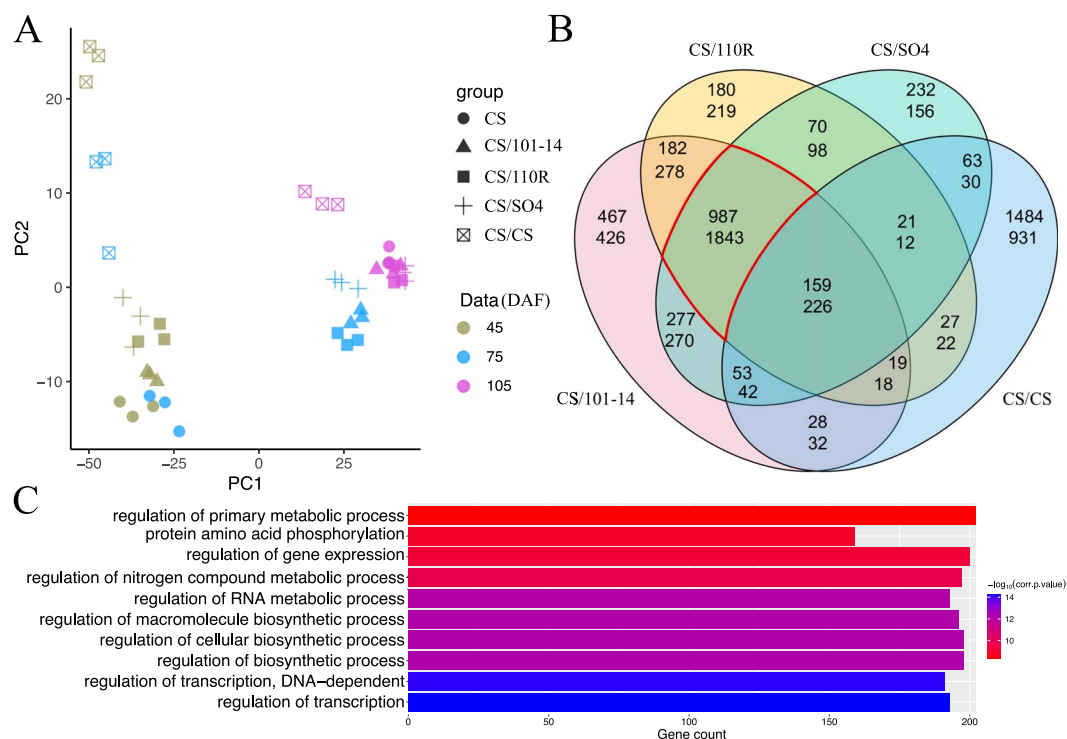 A
PC2
20
10
0
−10
−50
−25
0
25
PC1
group
CS
CS/101-14
CS/110R
CS/SO4
CS/CS
Data(DAF)
45
75
105
B
CS/110R
CS/SO4
CS/101-14
CS/CS
180
219
232
156
70
98
182
278
63
30
467
426
987
1843
21
12
1484
931
159
226
277
270
27
22
53
42
19
18
28
32
C
regulation of primary metabolic process
protein amino acid phosphorylation
regulation of gene expression
regulation of nitrogen compound metabolic process
regulation of RNA metabolic process
regulation of macromolecule biosynthetic process
regulation of cellular biosynthetic process
regulation of biosynthetic process
regulation of transcription, DNA−dependent
regulation of transcription
0
50
100
150
200
Gene count
−log10(corr.p.value)
14
12
10